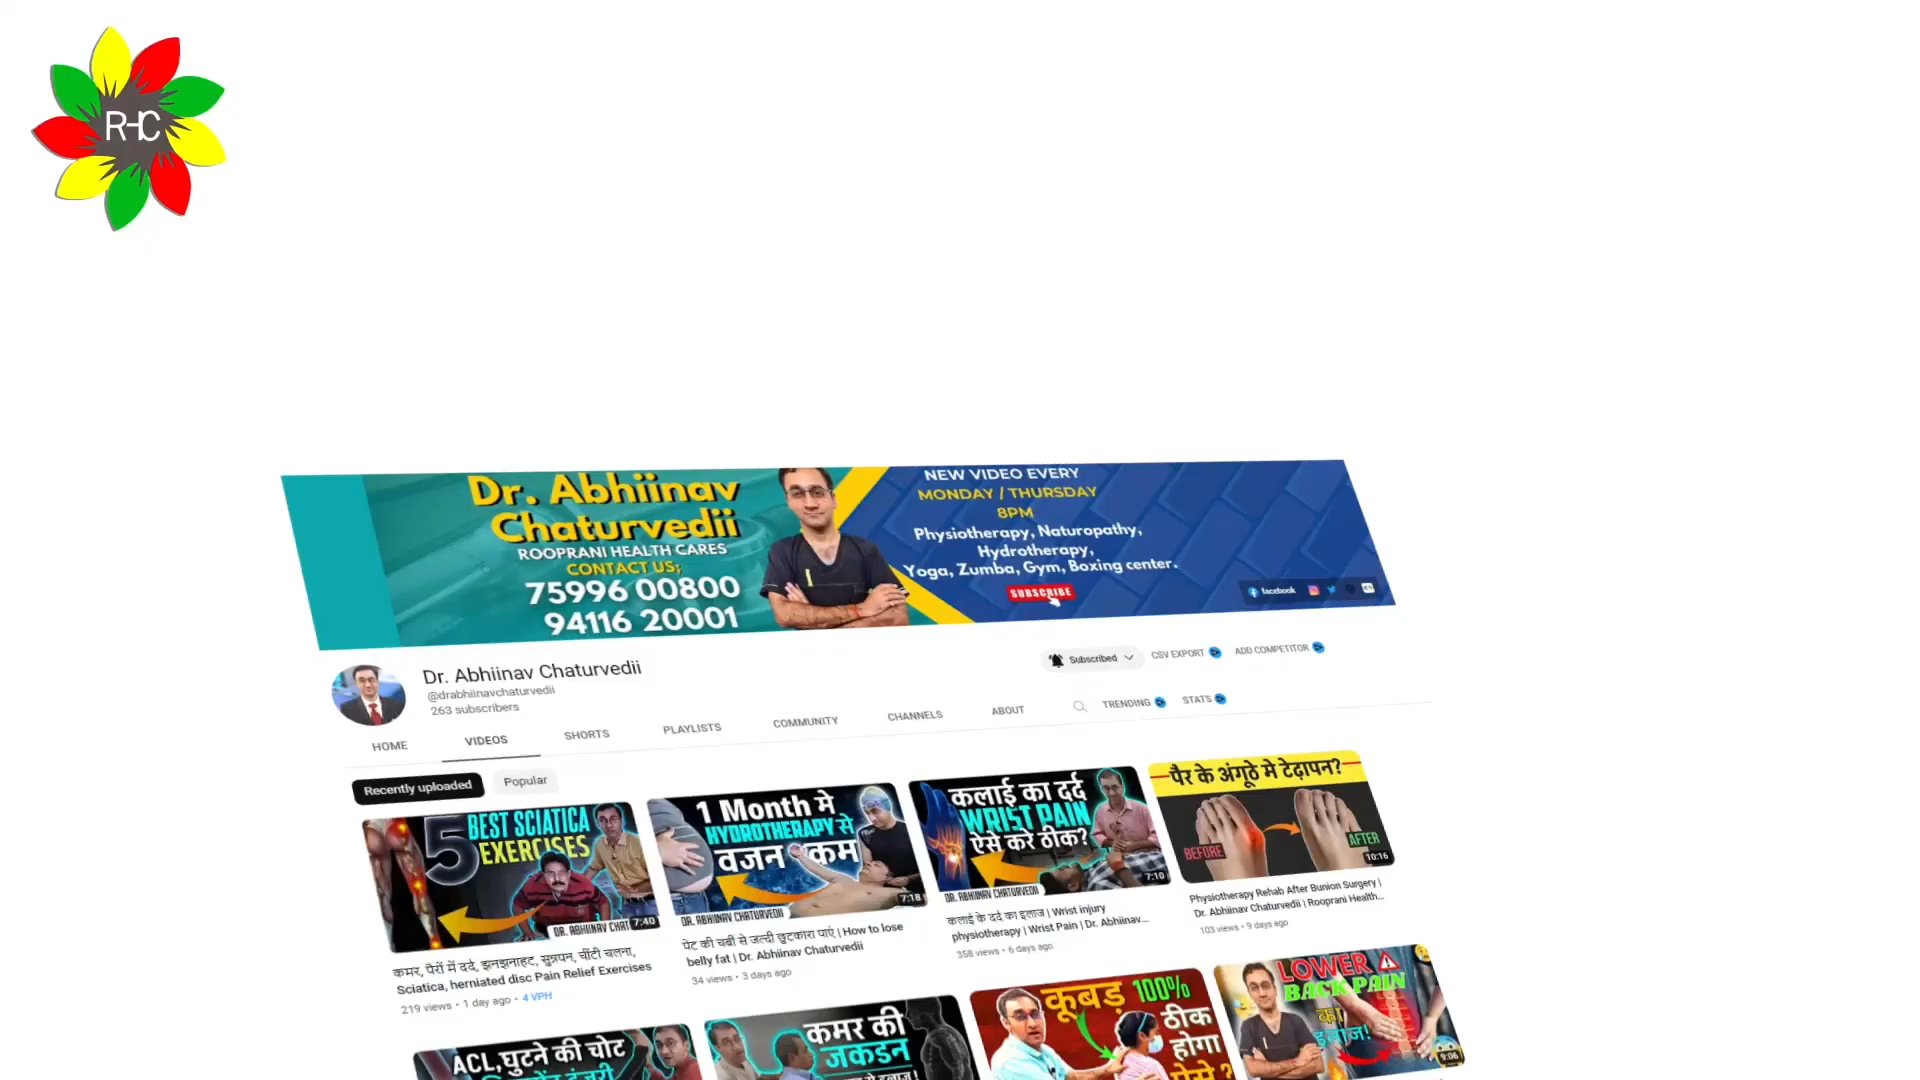 RHC
Dr. Abhiinav
Chaturvedii
ROOPRANI HEALTH CARES
CONTACT US;
75996 00800
94116 20001
NEW VIDEO EVERY
MONDAY / THURSDAY
8PM
Physiotherapy, Naturopathy,
Hydrotherapy,
Yoga, Zumba, Gym, Boxing center.
SUBSCRIBE
facebook
Dr. Abhiinav Chaturvedii
@drabhiinavchaturvedii
263 subscribers
Subscribed
CSV EXPORT
ADD COMPETITOR
HOME
VIDEOS
SHORTS
PLAYLISTS
COMMUNITY
CHANNELS
ABOUT
TRENDING
STATS
Recently uploaded
Popular
5 BEST SCIATICA
EXERCISES
DR. ABHIINAV CHAT
7:40
कमर, पैरों में दर्द, झनझनाहट, सुन्नपन, चींटी चलना,
Sciatica, herniated disc Pain Relief Exercises
219 views • 1 day ago • 4 VPH
1 Month मे
HYDROTHERAPY से
वजन कम
DR. ABHIINAV CHATURVEDII
7:18
पेट की चर्बी से जल्दी छुटकारा पाएं | How to lose
belly fat | Dr. Abhiinav Chaturvedii
34 views • 3 days ago
कलाई का दर्द
WRIST PAIN
ऐसे करे ठीक?
DR. ABHIINAV CHATURVEDII
7:10
कलाई के दर्द का इलाज | Wrist injury
physiotherapy | Wrist Pain | Dr. Abhiinav...
358 views • 6 days ago
पैर के अंगूठे मे टेढ़ापन?
BEFORE
AFTER
10:16
Physiotherapy Rehab After Bunion Surgery |
Dr. Abhiinav Chaturvedii | Rooprani Health...
103 views • 9 days ago
ACL, घुटने की चोट
कमर की
जकडन
कूबड़ 100%
ठीक
होगा
ऐसे ?
LOWER
BACK PAIN
का
इलाज!
9:06